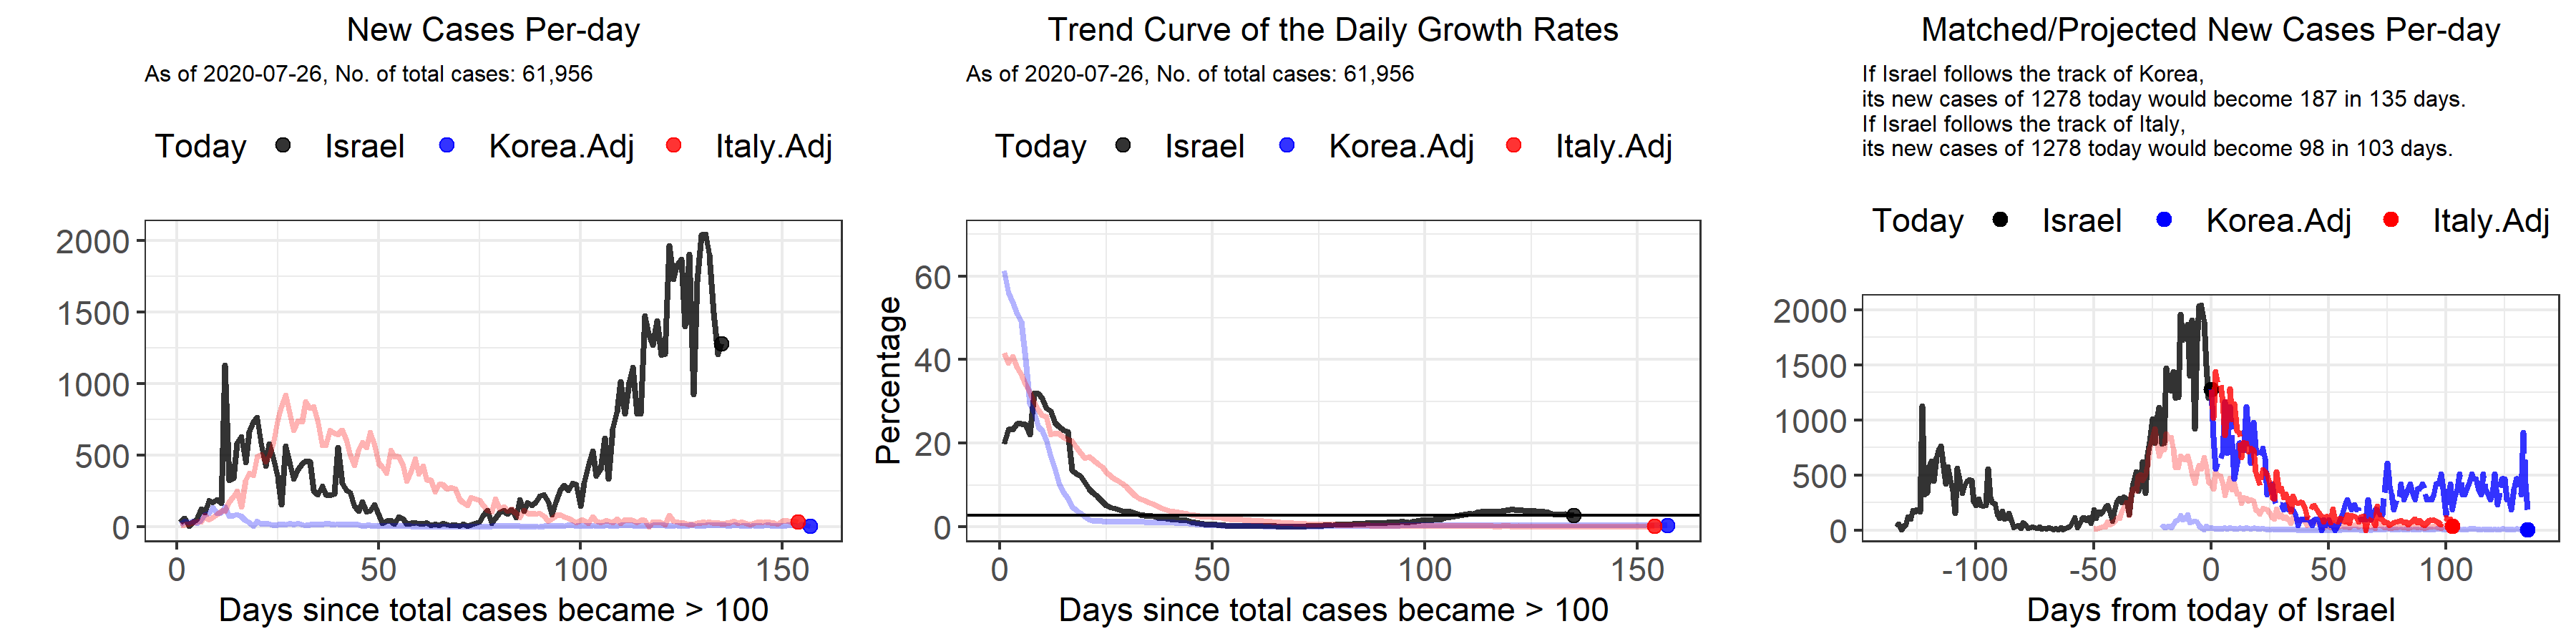 New Cases Per-day
As of 2020-07-26, No. of total cases: 61,956
Today Israel Korea.Adj Italy.Adj
2000
1500
1000
500
0
0 50 100 150
Days since total cases became > 100
Trend Curve of the Daily Growth Rates
As of 2020-07-26, No. of total cases: 61,956
Today Israel Korea.Adj Italy.Adj
Percentage
60
40
20
0
0 50 100 150
Days since total cases became > 100
Matched/Projected New Cases Per-day
If Israel follows the track of Korea,
its new cases of 1278 today would become 187 in 135 days.
If Israel follows the track of Italy,
its new cases of 1278 today would become 98 in 103 days.
Today Israel Korea.Adj Italy.Adj
2000
1500
1000
500
0
-100 -50 0 50 100
Days from today of Israel